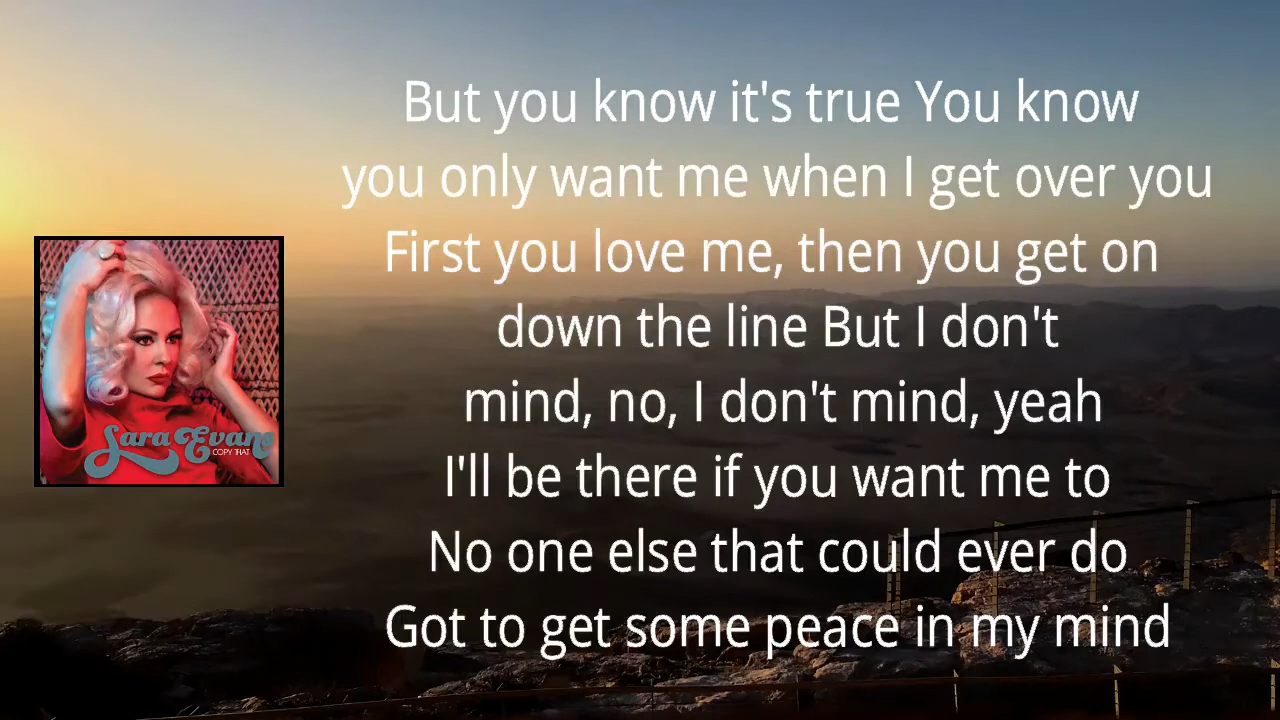 But you know it's true You know
you only want me when I get over you
First you love me, then you get on
down the line But I don't
mind, no, I don't mind, yeah
I'll be there if you want me to
No one else that could ever do
Got to get some peace in my mind
Sara Evans
COPY THAT